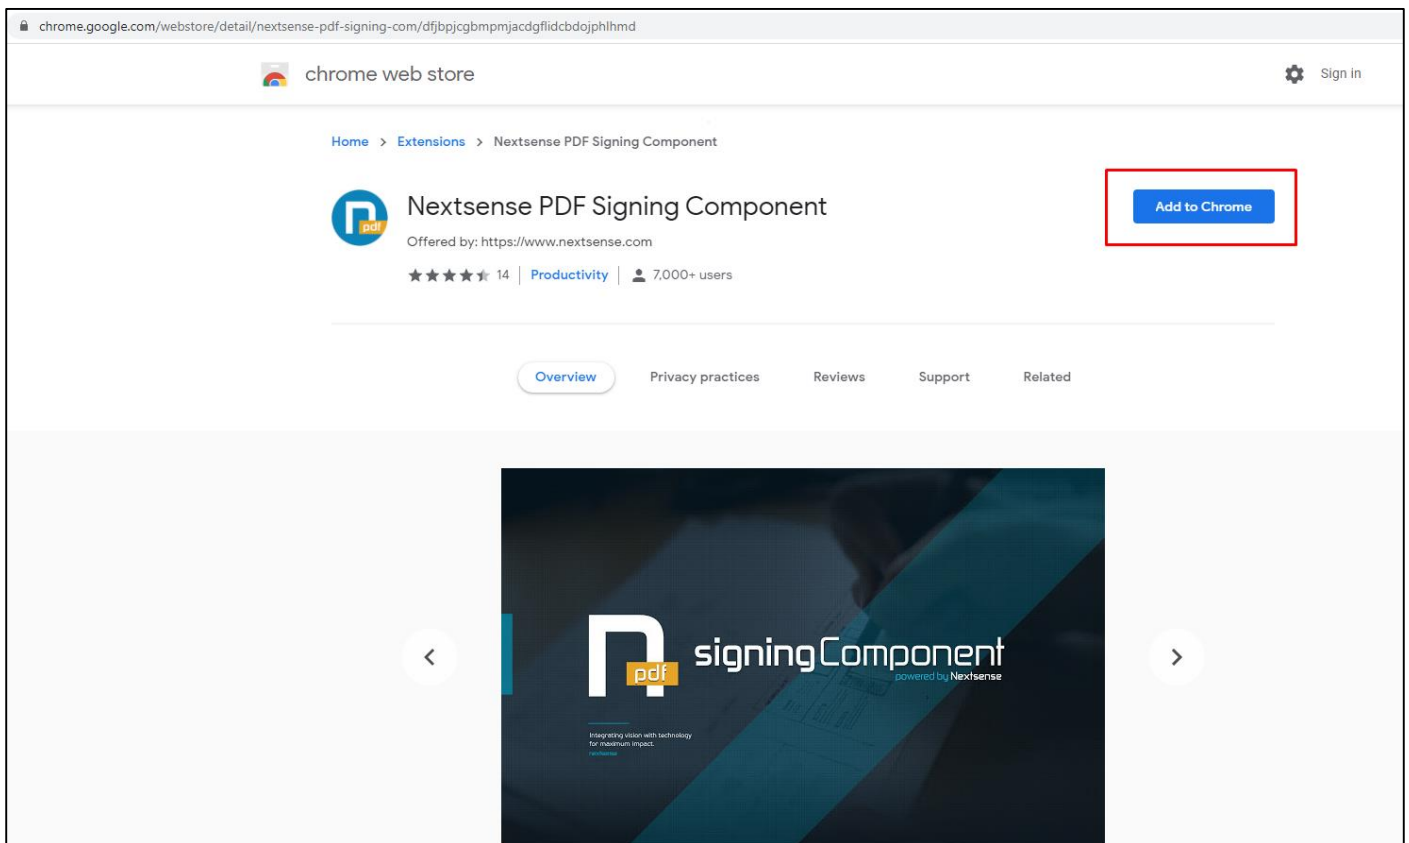 chrome.google.com/webstore/detail/nextsense-pdf-signing-com/dfjbpjcgbmpmjacdgflidcbdojphlhmd
chrome web store
Sign in
Home > Extensions > Nextsense PDF Signing Component
Nextsense PDF Signing Component
Add to Chrome
Offered by: https://www.nextsense.com
14 | Productivity | 7,000+ users
Overview Privacy practices Reviews Support Related
n pdf signingComponent
powered by Nextsense
Integrating vision with technology
for maximum impact.
nextsense